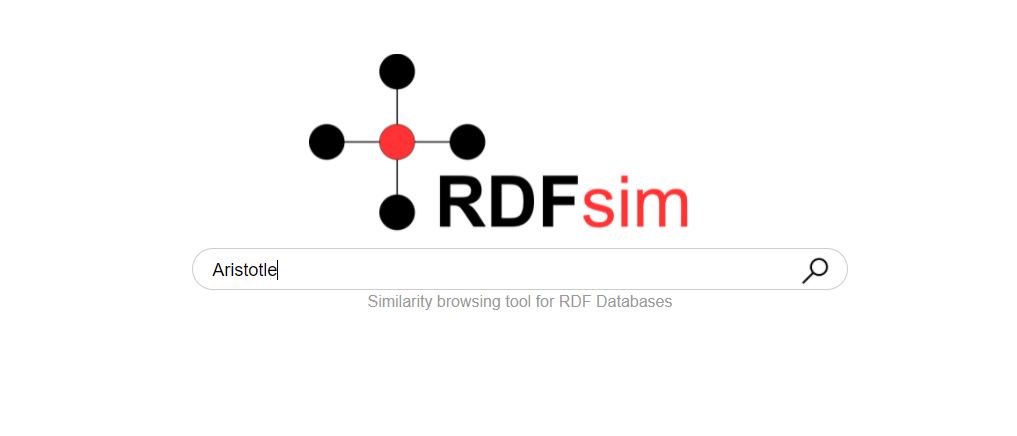 RDFsim
Aristotle
Similarity browsing tool for RDF Databases